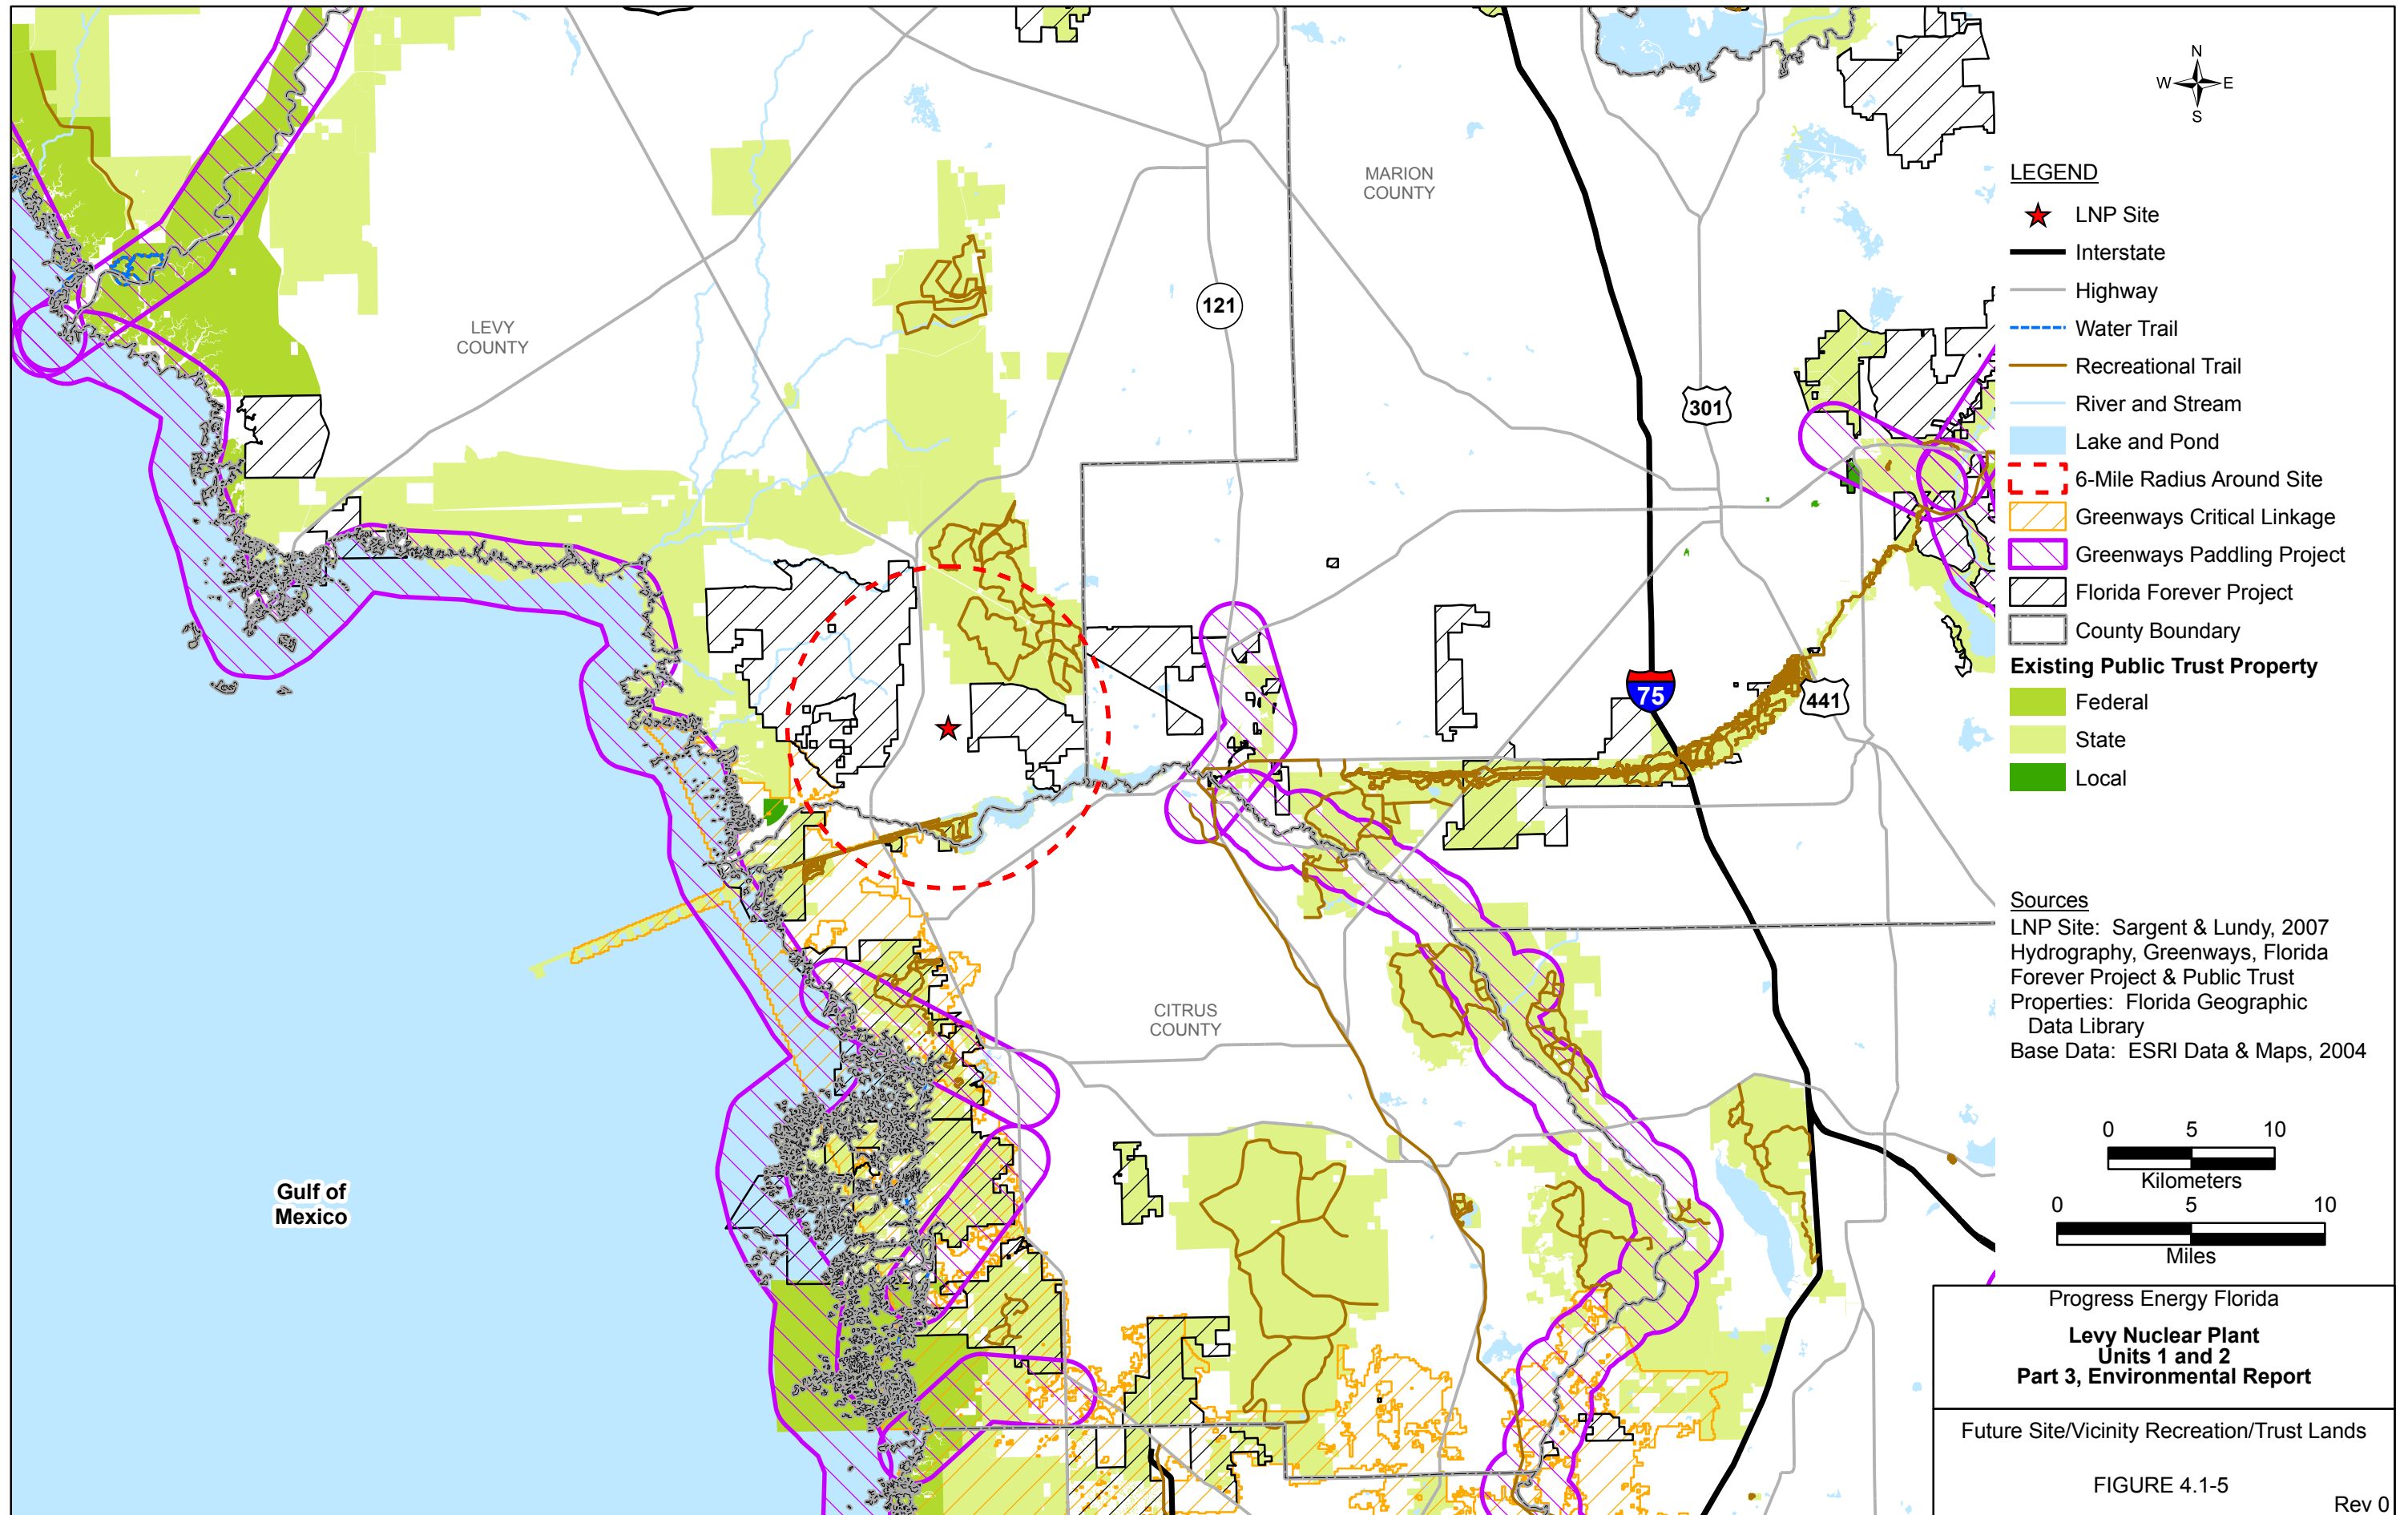 MARION
COUNTY
LEVY
COUNTY
121
301
75
441
CITRUS
COUNTY
Gulf of
Mexico
N
W E
S
LEGEND
LNP Site
Interstate
Highway
Water Trail
Recreational Trail
River and Stream
Lake and Pond
6-Mile Radius Around Site
Greenways Critical Linkage
Greenways Paddling Project
Florida Forever Project
County Boundary
Existing Public Trust Property
Federal
State
Local
Sources
LNP Site: Sargent & Lundy, 2007
Hydrography, Greenways, Florida
Forever Project & Public Trust
Properties: Florida Geographic
Data Library
Base Data: ESRI Data & Maps, 2004
0 5 10
Kilometers
0 5 10
Miles
Progress Energy Florida
Levy Nuclear Plant
Units 1 and 2
Part 3, Environmental Report
Future Site/Vicinity Recreation/Trust Lands
FIGURE 4.1-5
Rev 0